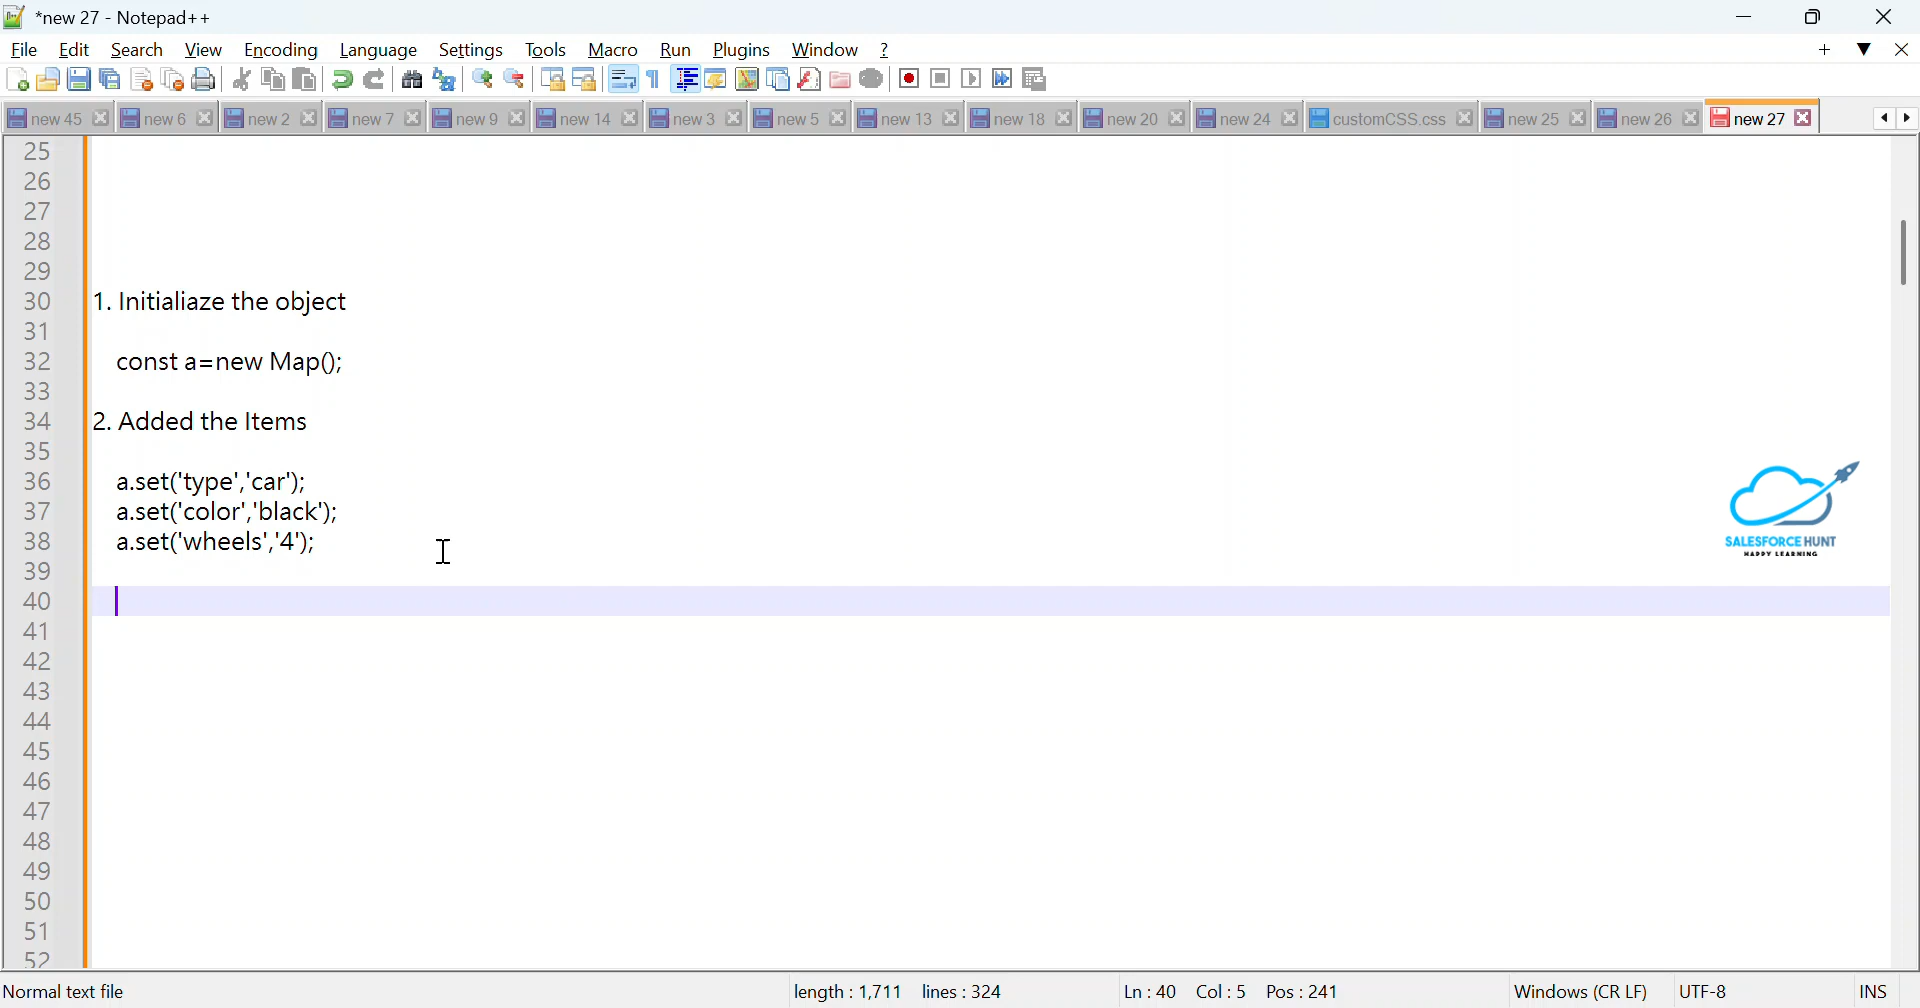 *new 27 - Notepad++
File Edit Search View Encoding Language Settings Tools Macro Run Plugins Window ?
new 45 new 6 new 2 new 7 new 9 new 14 new 3 new 5 new 13 new 18 new 20 new 24 customCSS.css new 25 new 26 new 27
25
26
27
28
29
30 1. Initialiaze the object
31
32 const a=new Map();
33
34 2. Added the Items
35
36 a.set('type','car');
37 a.set('color','black');
38 a.set('wheels','4');
39
40
41
42
43
44
45
46
47
48
49
50
51
52
SALESFORCE HUNT
HAPPY LEARNING
Normal text file length : 1,711 lines : 324 Ln : 40 Col : 5 Pos : 241 Windows (CR LF) UTF-8 INS